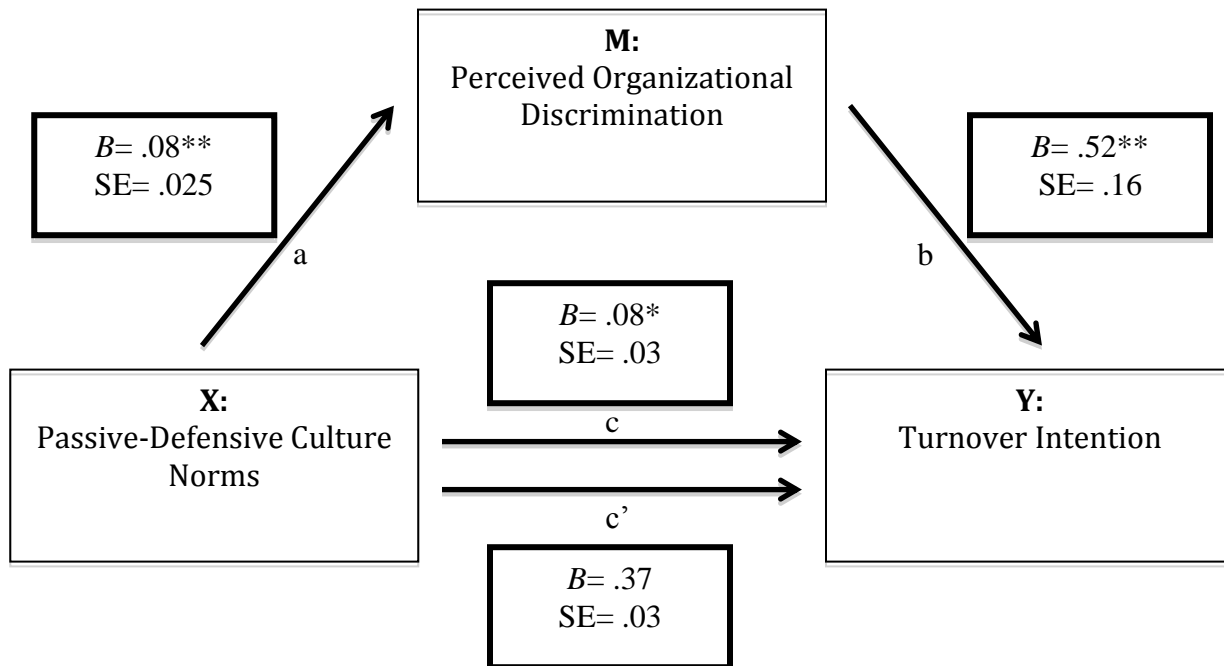 M:
Perceived Organizational
Discrimination
B= .08**
SE= .025
B= .52**
SE= .16
a
b
B= .08*
SE= .03
X:
Passive-Defensive Culture
Norms
c
Y:
Turnover Intention
c’
B= .37
SE= .03